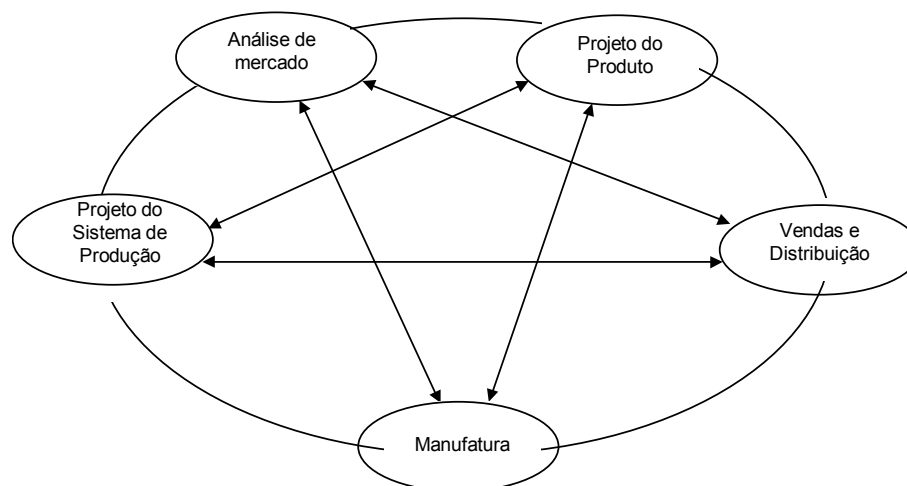 Análise de
mercado
Projeto do
Produto
Projeto do
Sistema de
Produção
Vendas e
Distribuição
Manufatura